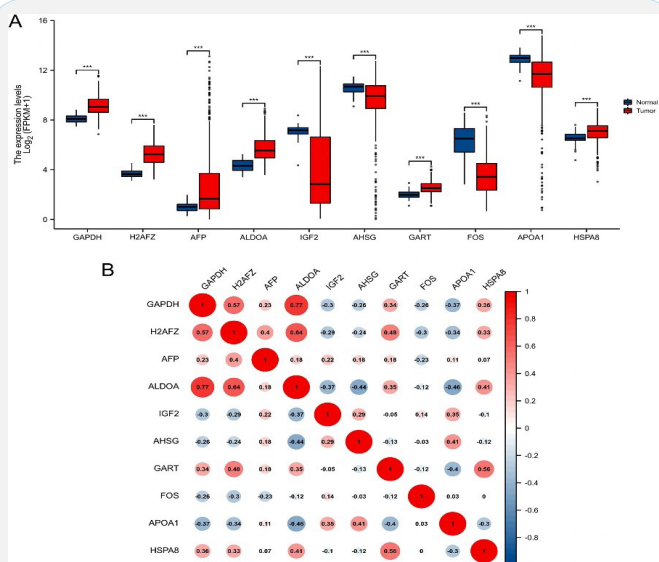 A
The expression levels
Log2 (FPKM+1)
16
12
8
4
0
*** *** *** *** *** *** *** *** *** ***
Normal
Tumor
GAPDH H2AFZ AFP ALDOA IGF2 AHSG GART FOS APOA1 HSPA8
B
GAPDH H2AFZ AFP ALDOA IGF2 AHSG GART FOS APOA1 HSPA8
GAPDH 1 0.57 0.23 0.77 -0.3 -0.26 0.34 -0.26 -0.37 0.36
H2AFZ 0.57 1 0.4 0.64 -0.29 -0.24 0.48 -0.3 -0.34 0.33
AFP 0.23 0.4 1 0.18 0.22 0.18 0.18 -0.23 0.11 0.07
ALDOA 0.77 0.64 0.18 1 -0.37 -0.44 0.35 -0.12 -0.46 0.41
IGF2 -0.3 -0.29 0.22 -0.37 1 0.29 -0.05 0.14 0.35 -0.1
AHSG -0.26 -0.24 0.18 -0.44 0.29 1 -0.13 -0.03 0.41 -0.12
GART 0.34 0.48 0.18 0.35 -0.05 -0.13 1 -0.12 -0.4 0.56
FOS -0.26 -0.3 -0.23 -0.12 0.14 -0.03 -0.12 1 0.03 0
APOA1 -0.37 -0.34 0.11 -0.46 0.35 0.41 -0.4 0.03 1 -0.3
HSPA8 0.36 0.33 0.07 0.41 -0.1 -0.12 0.56 0 -0.3 1
1
0.8
0.6
0.4
0.2
0
-0.2
-0.4
-0.6
-0.8